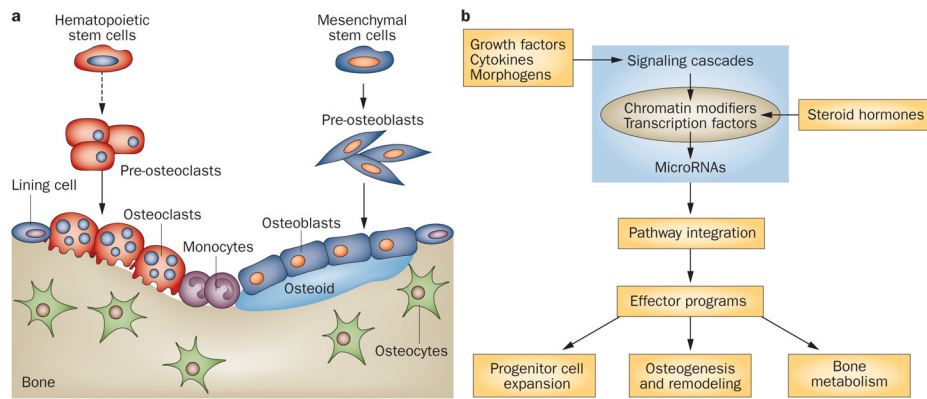 a
Hematopoietic
stem cells
Mesenchymal
stem cells
Pre-osteoblasts
Pre-osteoclasts
Lining cell
Osteoclasts
Osteoblasts
Monocytes
Osteoid
Osteocytes
Bone
b
Growth factors
Cytokines
Morphogens
Signaling cascades
Chromatin modifiers
Transcription factors
Steroid hormones
MicroRNAs
Pathway integration
Effector programs
Progenitor cell
expansion
Osteogenesis
and remodeling
Bone
metabolism